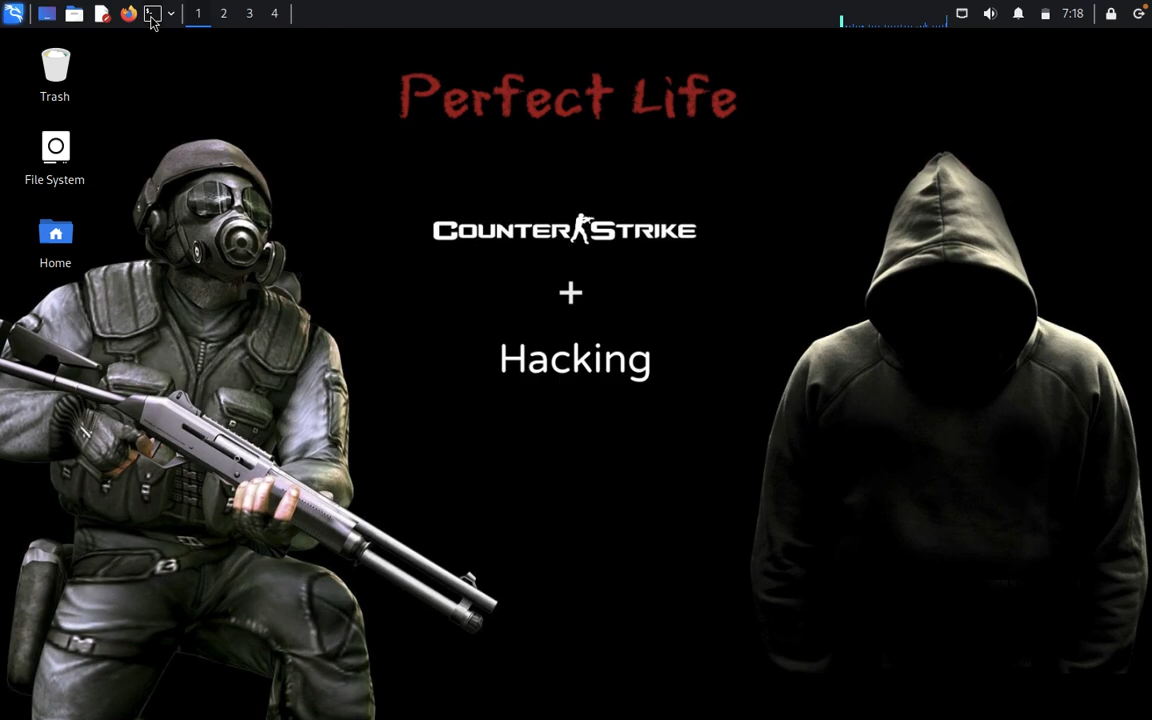 1 2 3 4
7:18
Trash
File System
Home
Perfect Life
COUNTER STRIKE
+
Hacking